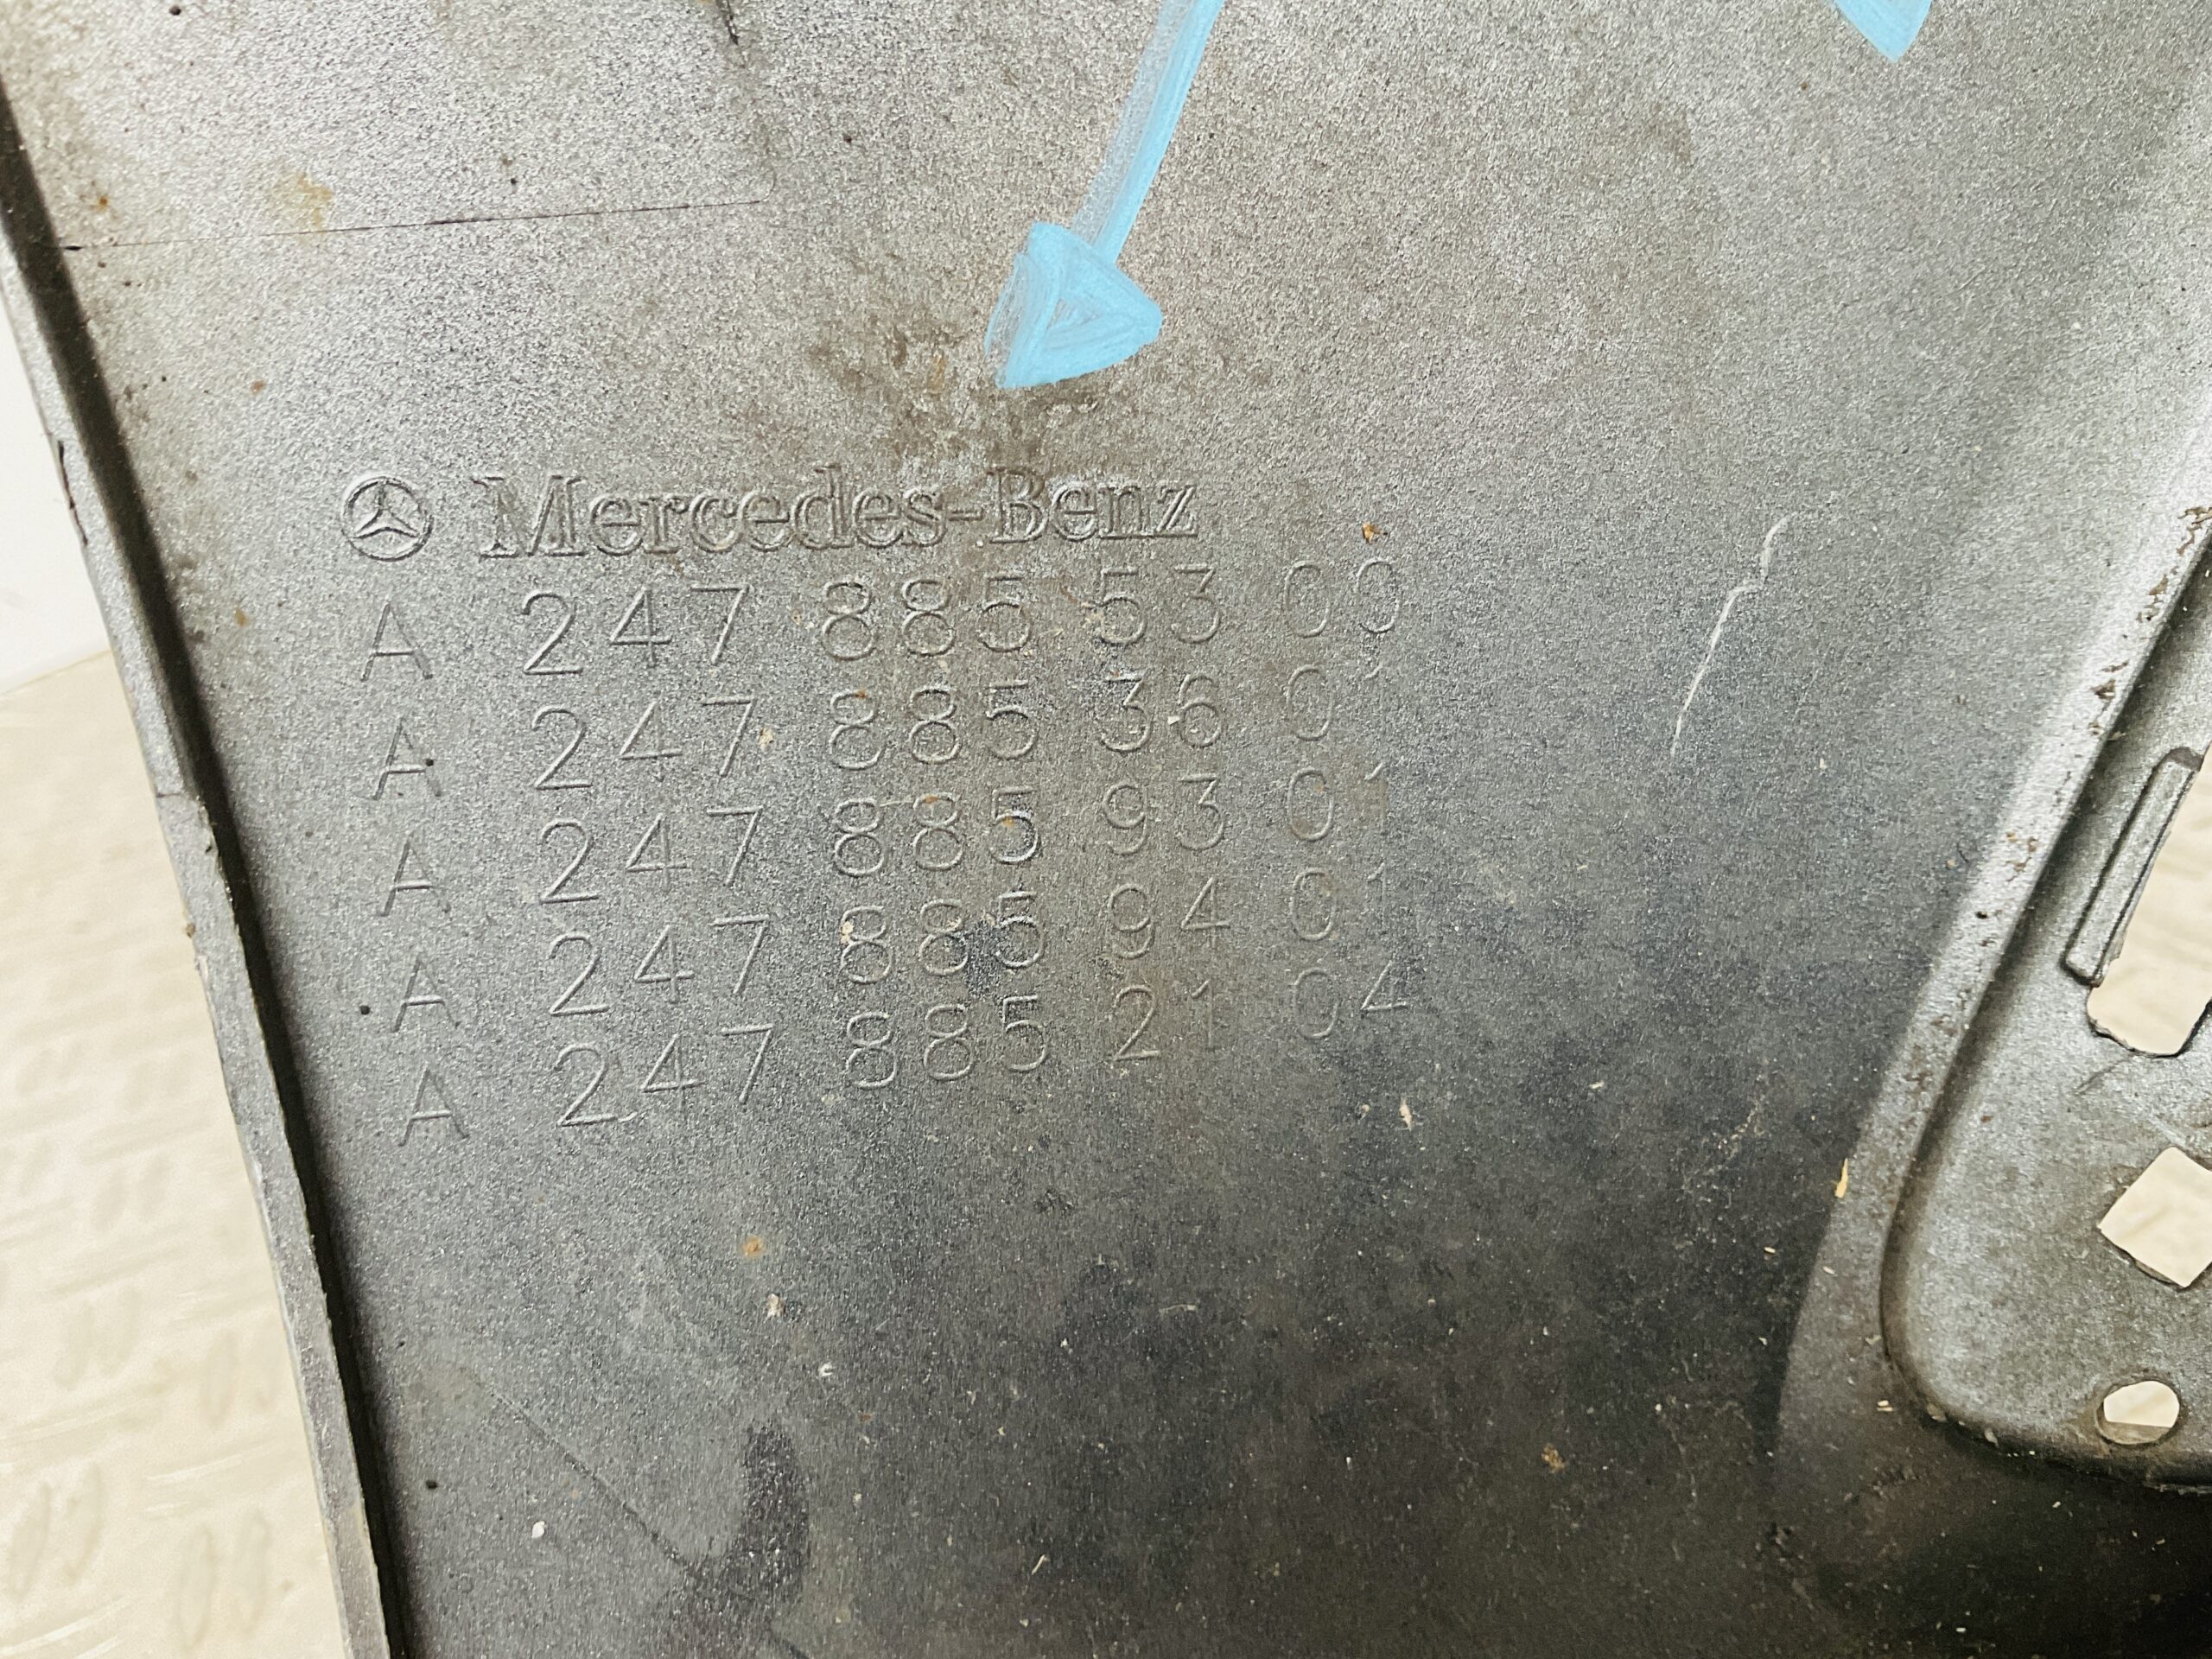 Mercedes-Benz
A 247 885 53 00
A 247 885 36 01
A 247 885 93 01
A 247 885 94 01
A 247 885 21 04